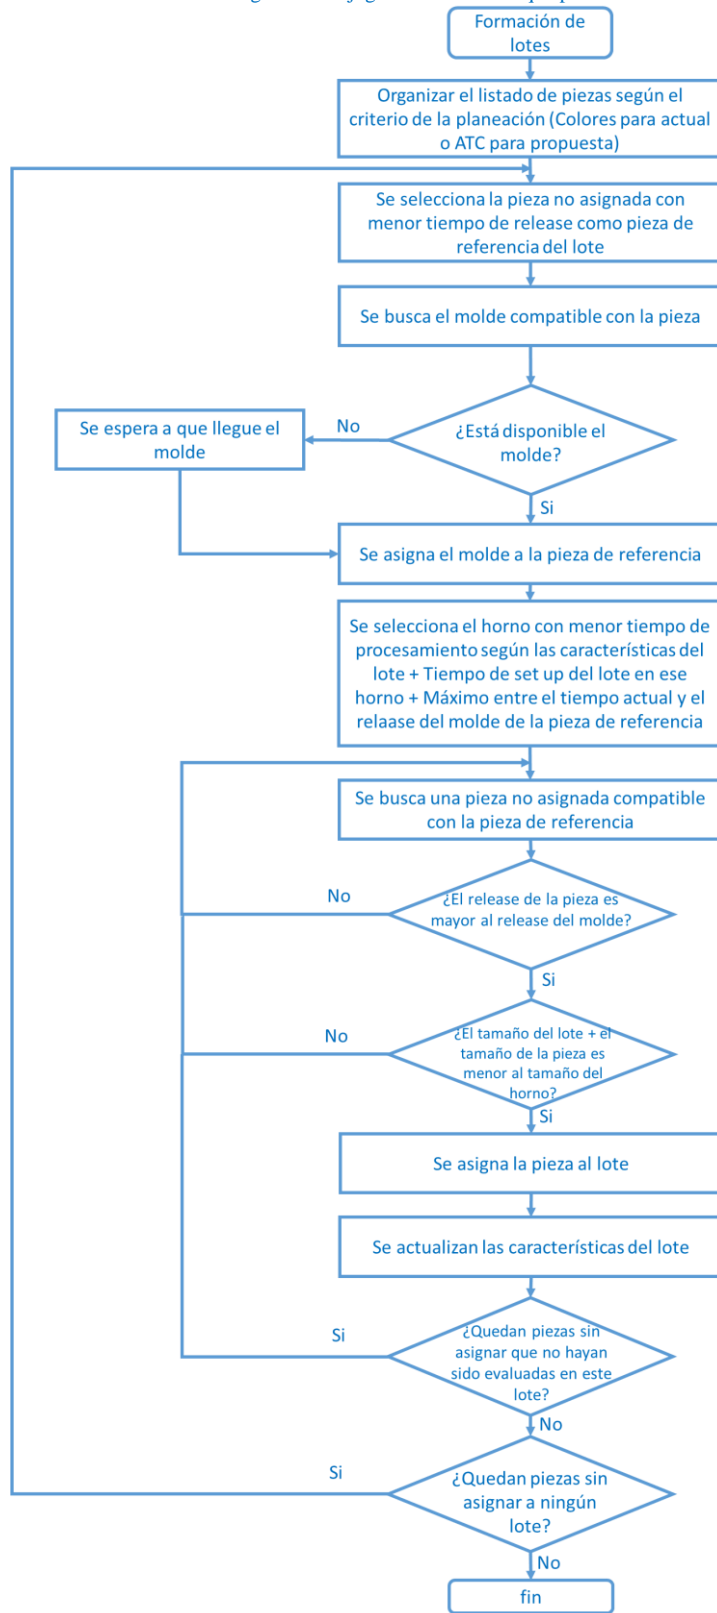 Formación de
lotes
Organizar el listado de piezas según el
criterio de la planeación (Colores para actual
o ATC para propuesta)
Se selecciona la pieza no asignada con
menor tiempo de release como pieza de
referencia del lote
Se busca el molde compatible con la pieza
¿Está disponible el
molde?
No
Se espera a que llegue el
molde
Si
Se asigna el molde a la pieza de referencia
Se selecciona el horno con menor tiempo de
procesamiento según las características del
lote + Tiempo de set up del lote en ese
horno + Máximo entre el tiempo actual y el
relaase del molde de la pieza de referencia
Se busca una pieza no asignada compatible
con la pieza de referencia
No
¿El release de la pieza es
mayor al release del molde?
Si
No
¿El tamaño del lote + el
tamaño de la pieza es
menor al tamaño del
horno?
Si
Se asigna la pieza al lote
Se actualizan las características del lote
Si
¿Quedan piezas sin
asignar que no hayan
sido evaluadas en este
lote?
No
Si
¿Quedan piezas sin
asignar a ningún
lote?
No
fin